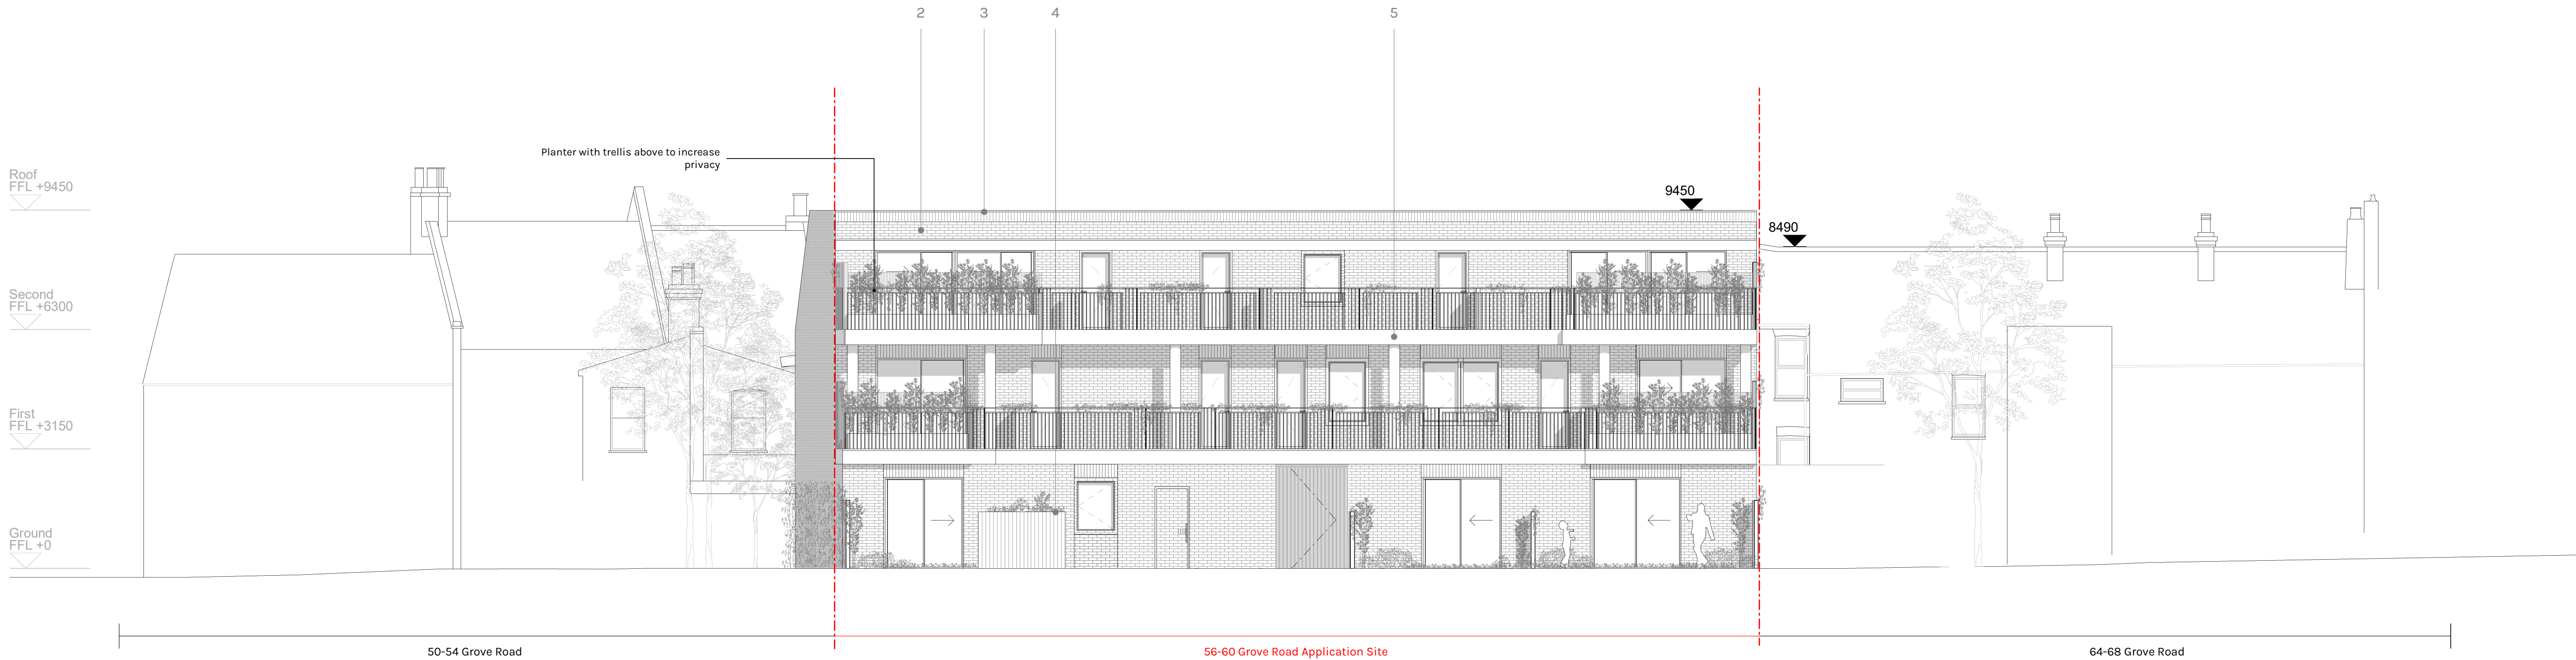 2
3
4
5
Planter with trellis above to increase
privacy
Roof
FFL +9450
9450
8490
Second
FFL +6300
First
FFL +3150
Ground
FFL +0
50-54 Grove Road
56-60 Grove Road Application Site
64-68 Grove Road